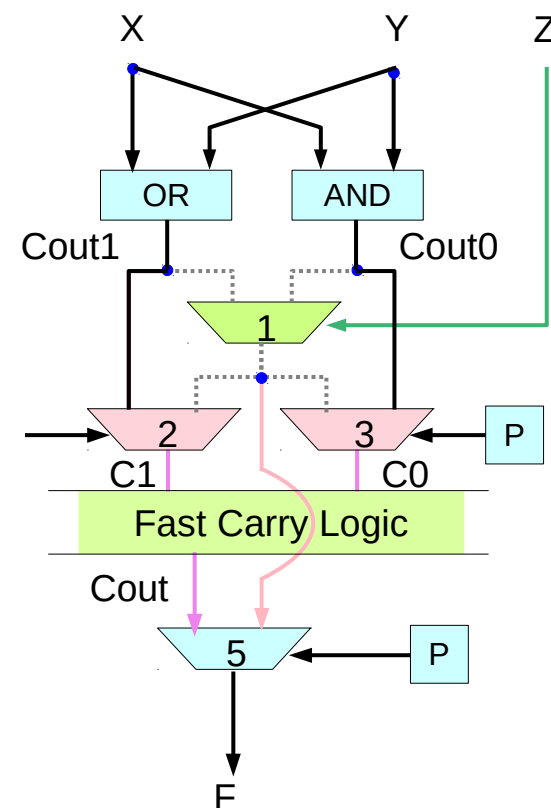 X Y Z
OR AND
Cout1 Cout0
1
2 3 P
C1 C0
Fast Carry Logic
Cout
5 P
F